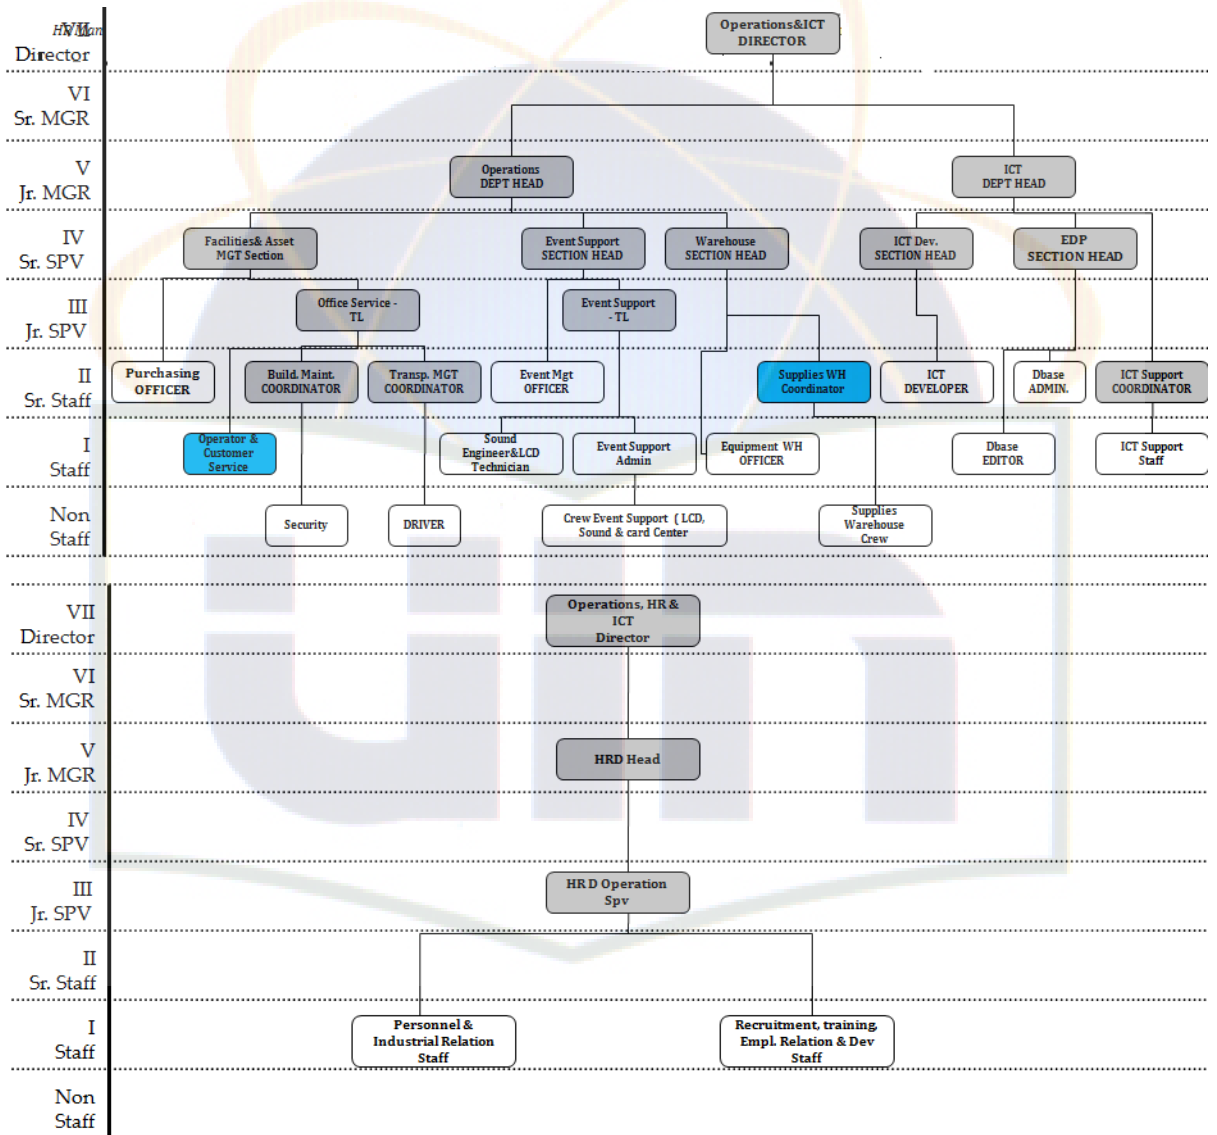 HR Man
VII
Director
Operations&ICT
DIRECTOR
VI
Sr. MGR
V
Jr. MGR
Operations
DEPT HEAD
ICT
DEPT HEAD
IV
Sr. SPV
Facilities& Asset
MGT Section
Event Support
SECTION HEAD
Warehouse
SECTION HEAD
ICT Dev.
SECTION HEAD
EDP
SECTION HEAD
III
Jr. SPV
Office Service -
TL
Event Support
- TL
II
Sr. Staff
Purchasing
OFFICER
Build. Maint.
COORDINATOR
Transp. MGT
COORDINATOR
Event Mgt
OFFICER
Supplies WH
Coordinator
ICT
DEVELOPER
Dbase
ADMIN.
ICT Support
COORDINATOR
I
Staff
Operator &
Customer
Service
Sound
Engineer&LCD
Technician
Event Support
Admin
Equipment WH
OFFICER
Dbase
EDITOR
ICT Support
Staff
Non
Staff
Security
DRIVER
Crew Event Support ( LCD,
Sound & card Center
Supplies
Warehouse
Crew
VII
Director
Operations, HR &
ICT
Director
VI
Sr. MGR
V
Jr. MGR
HRD Head
IV
Sr. SPV
III
Jr. SPV
HR D Operation
Spv
II
Sr. Staff
I
Staff
Personnel &
Industrial Relation
Staff
Recruitment, training,
Empl. Relation & Dev
Staff
Non
Staff
uin